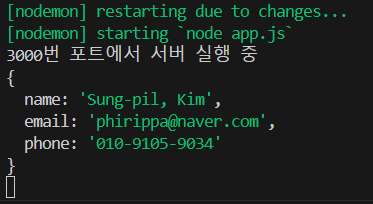 [nodemon] restarting due to changes...
[nodemon] starting `node app.js`
3000번 포트에서 서버 실행 중
{
  name: 'Sung-pil, Kim',
  email: 'phirippa@naver.com',
  phone: '010-9105-9034'
}